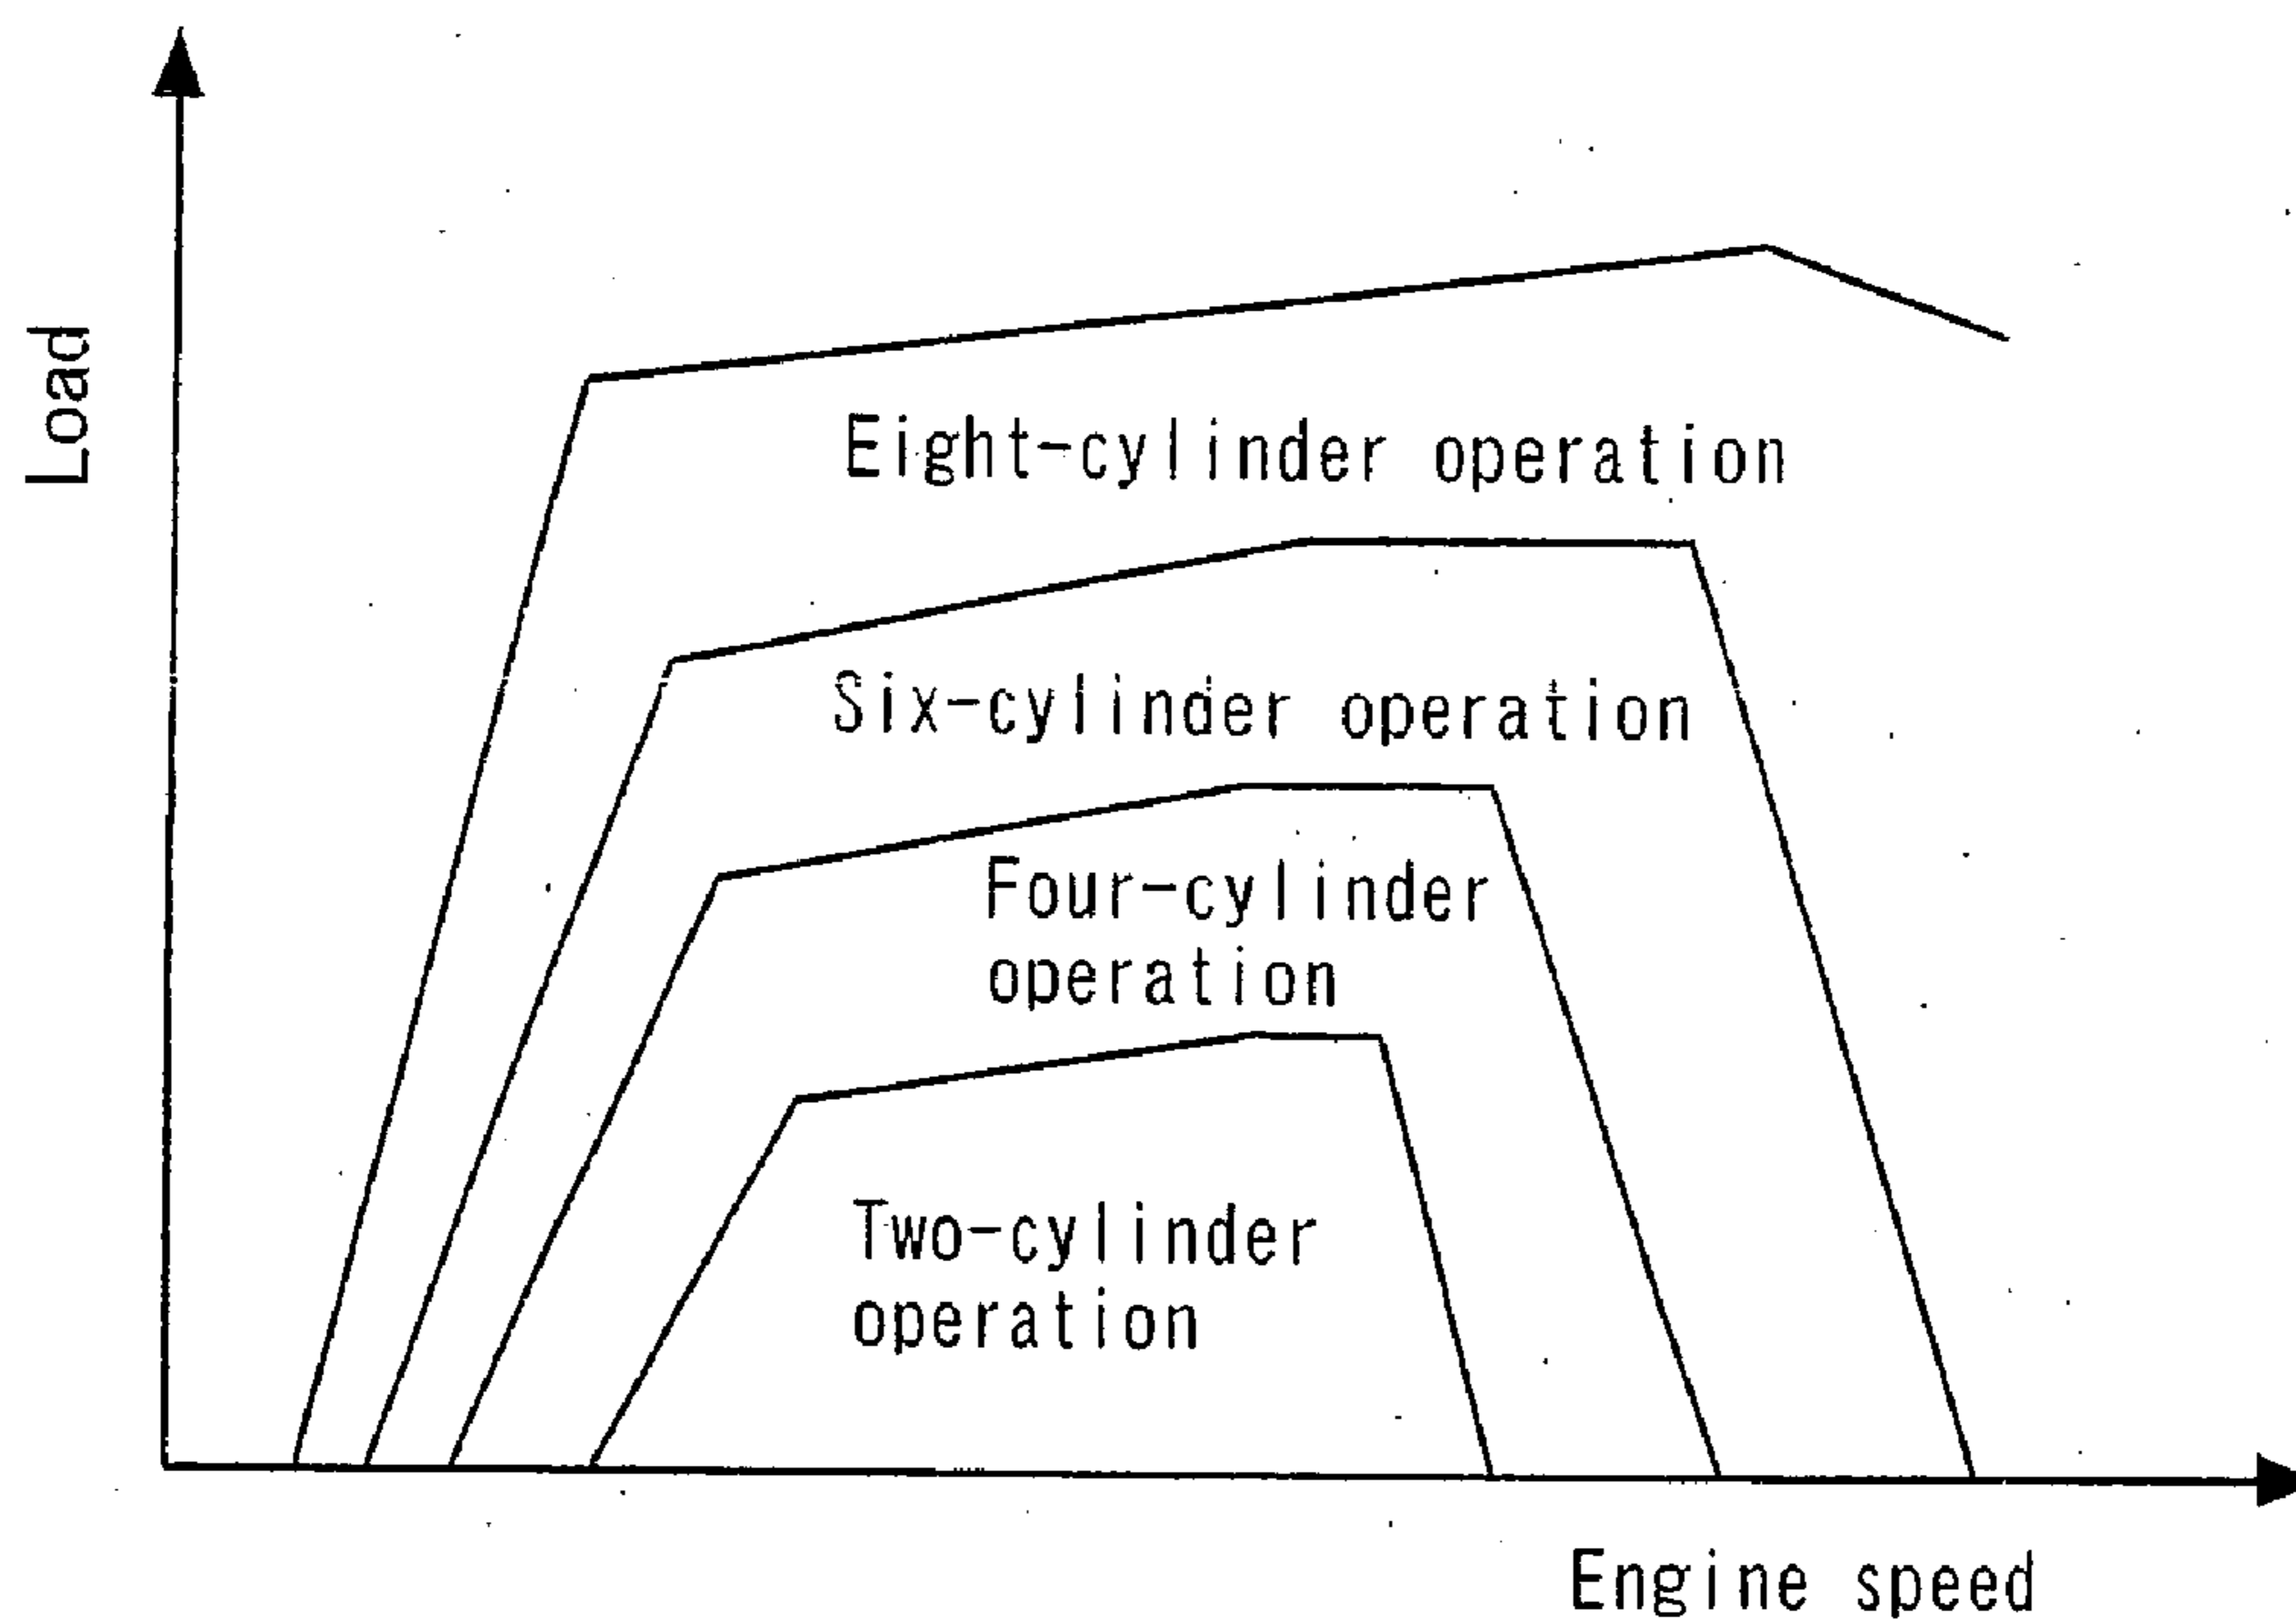 Load
Eight-cylinder operation
Six-cylinder operation
Four-cylinder
operation
Two-cylinder
operation
Engine speed